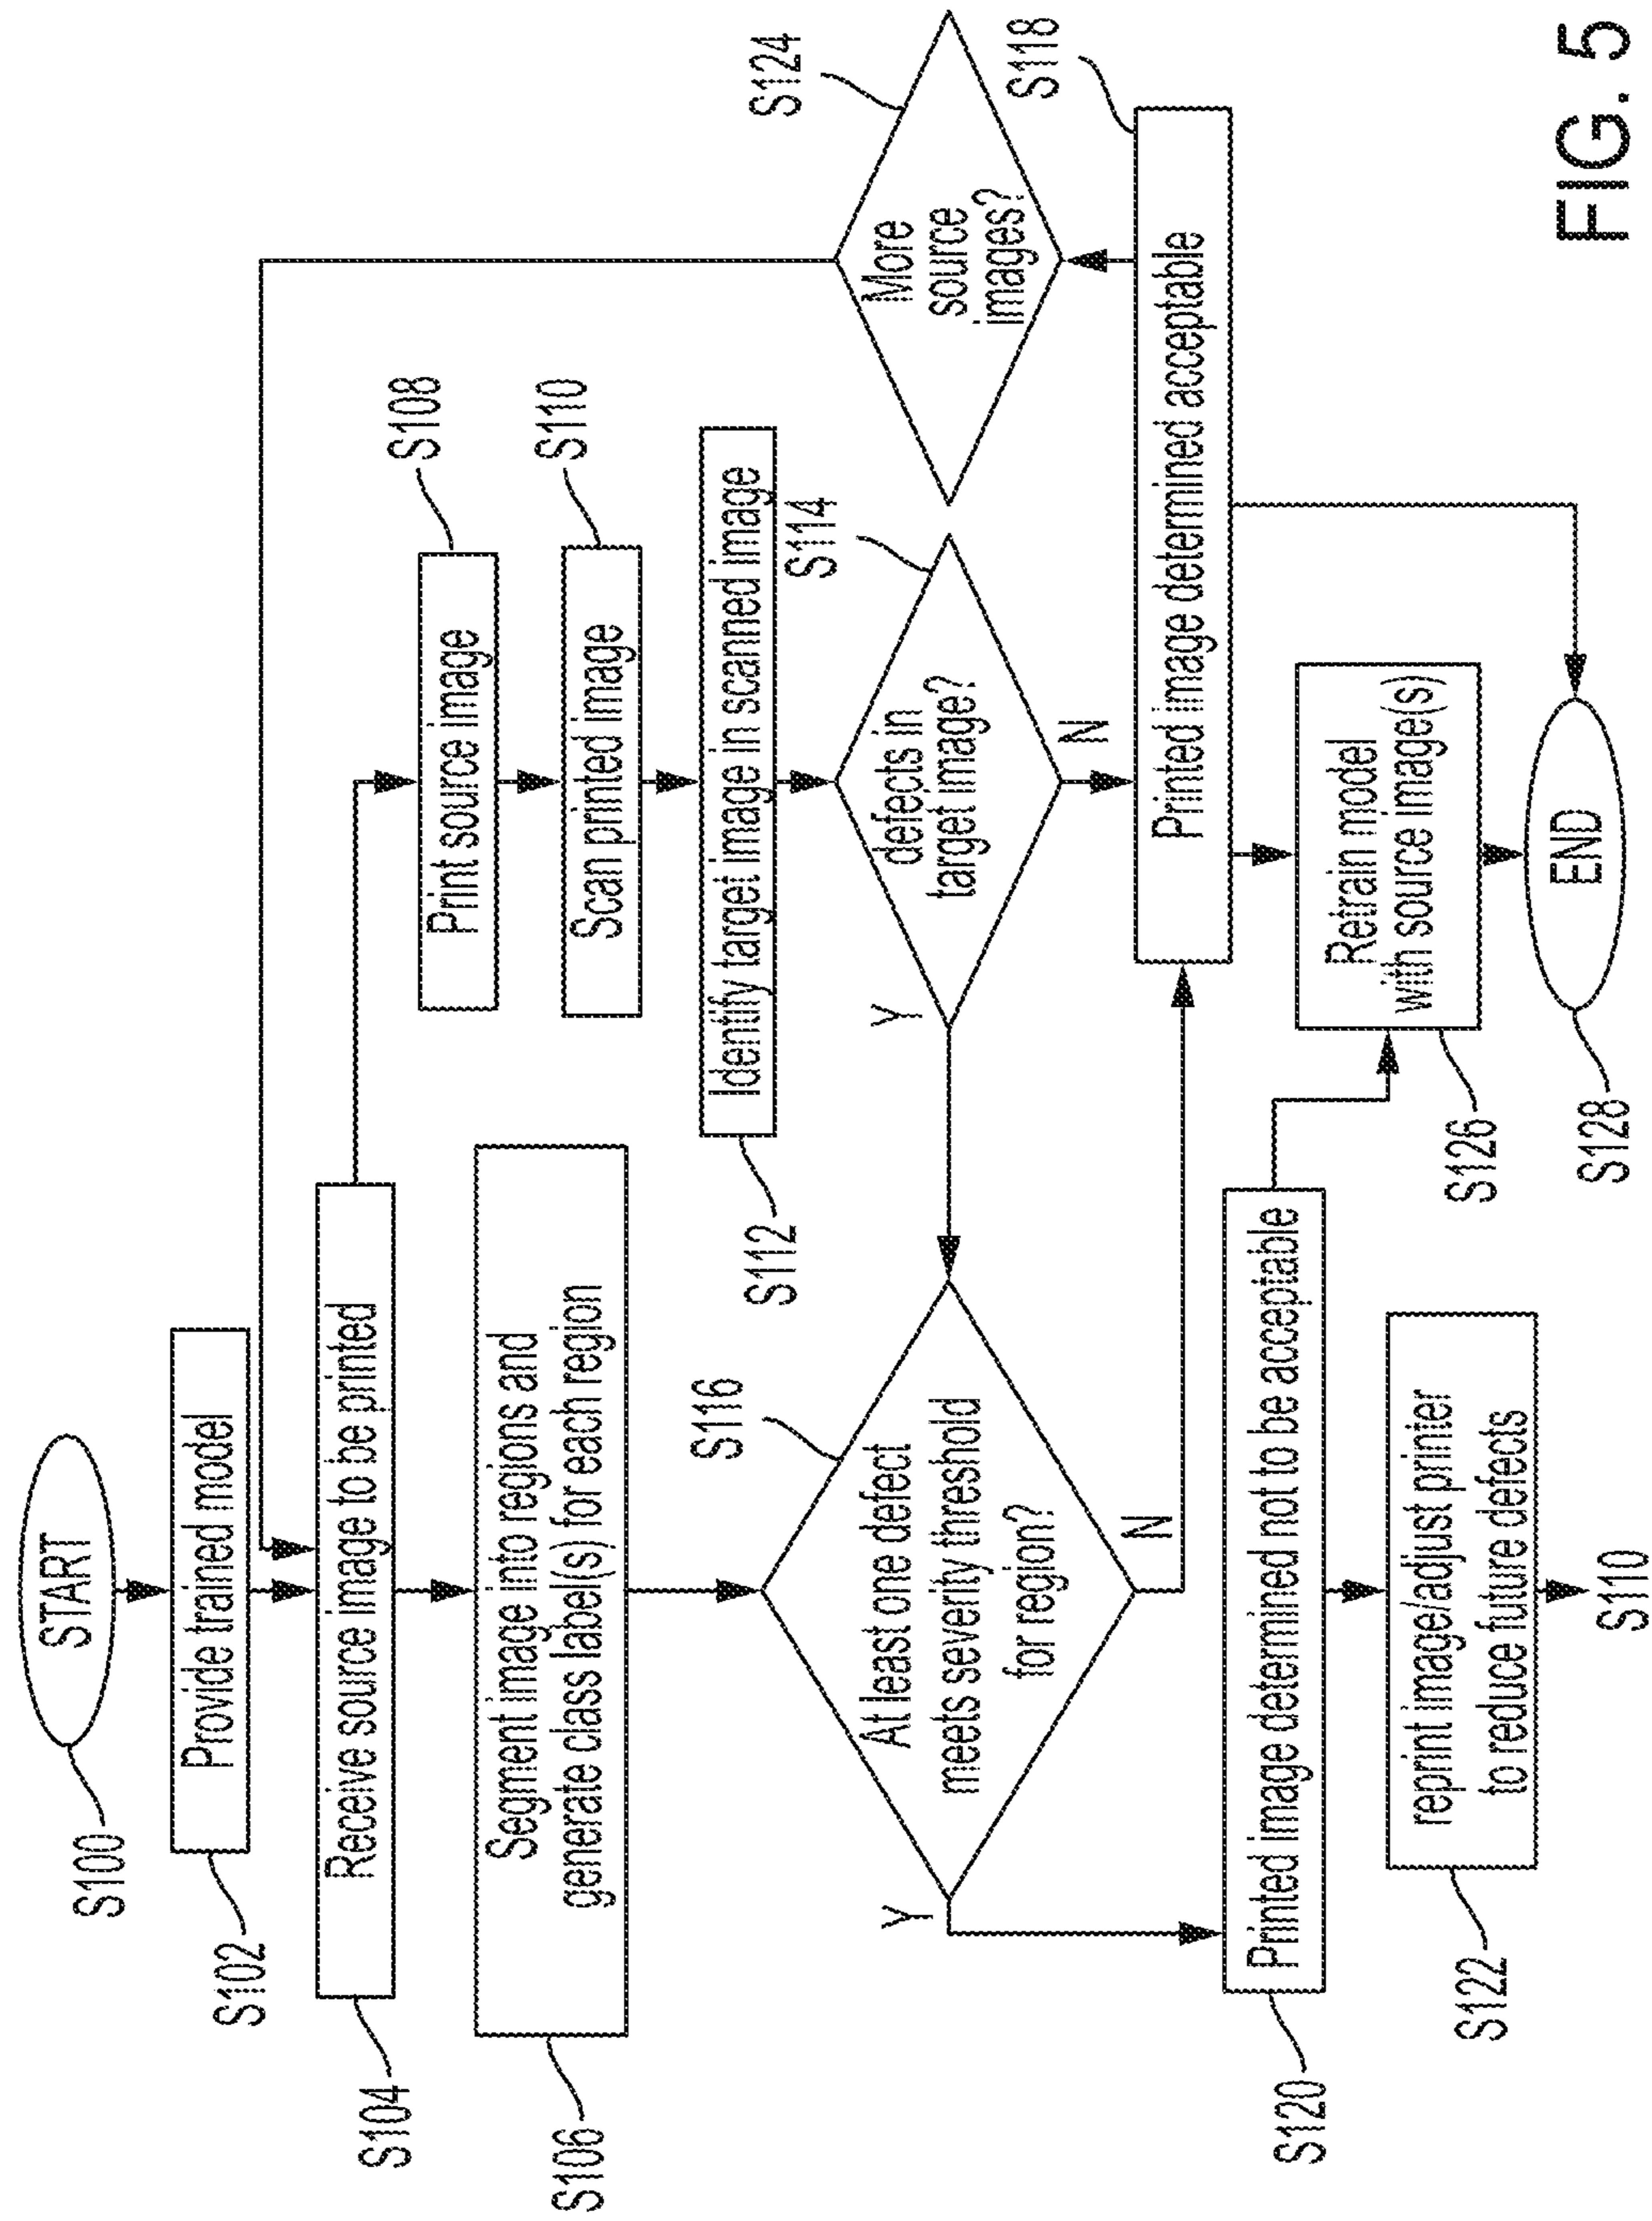 START
S100
Provide trained model
S102
Receive source image to be printed
S104
Segment image into regions and
generate class label(s) for each region
S106
Print source image
S108
Scan printed image
S110
Identify target image in scanned image
S112
defects in
target image?
S114
Y
N
At least one defect
meets severity threshold
for region?
S116
Y
N
More
source
images?
S124
Printed image determined acceptable
S118
Printed image determined not to be acceptable
S120
reprint image/adjust printer
to reduce future defects
S122
S110
Retrain model
with source image(s)
S126
END
S128
FIG. 5